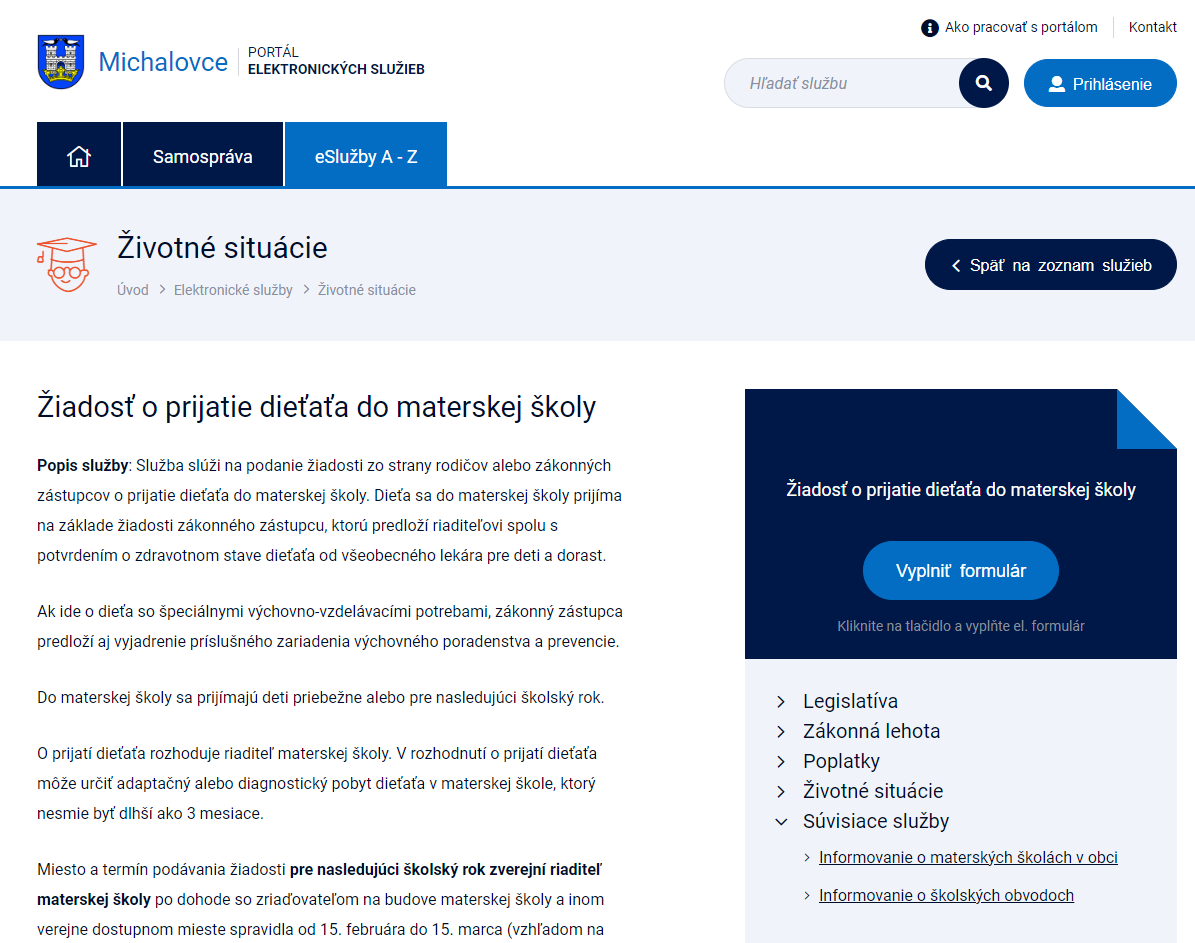 Ako pracovať s portálom
Kontakt
Michalovce
PORTÁL
ELEKTRONICKÝCH SLUŽIEB
Hľadať službu
Prihlásenie
Samospráva
eSlužby A - Z
Životné situácie
Úvod
Elektronické služby
Životné situácie
Späť na zoznam služieb
Žiadosť o prijatie dieťaťa do materskej školy
Popis služby: Služba slúži na podanie žiadosti zo strany rodičov alebo zákonných
zástupcov o prijatie dieťaťa do materskej školy. Dieťa sa do materskej školy prijíma
na základe žiadosti zákonného zástupcu, ktorú predloží riaditeľovi spolu s
potvrdením o zdravotnom stave dieťaťa od všeobecného lekára pre deti a dorast.
Ak ide o dieťa so špeciálnymi výchovno-vzdelávacími potrebami, zákonný zástupca
predloží aj vyjadrenie príslušného zariadenia výchovného poradenstva a prevencie.
Do materskej školy sa prijímajú deti priebežne alebo pre nasledujúci školský rok.
O prijatí dieťaťa rozhoduje riaditeľ materskej školy. V rozhodnutí o prijatí dieťaťa
môže určiť adaptačný alebo diagnostický pobyt dieťaťa v materskej škole, ktorý
nesmie byť dlhší ako 3 mesiace.
Miesto a termín podávania žiadosti pre nasledujúci školský rok zverejní riaditeľ
materskej školy po dohode so zriaďovateľom na budove materskej školy a inom
verejne dostupnom mieste spravidla od 15. februára do 15. marca (vzhľadom na
Žiadosť o prijatie dieťaťa do materskej školy
Vyplniť formulár
Kliknite na tlačidlo a vyplňte el. formulár
Legislatíva
Zákonná lehota
Poplatky
Životné situácie
Súvisiace služby
Informovanie o materských školách v obci
Informovanie o školských obvodoch